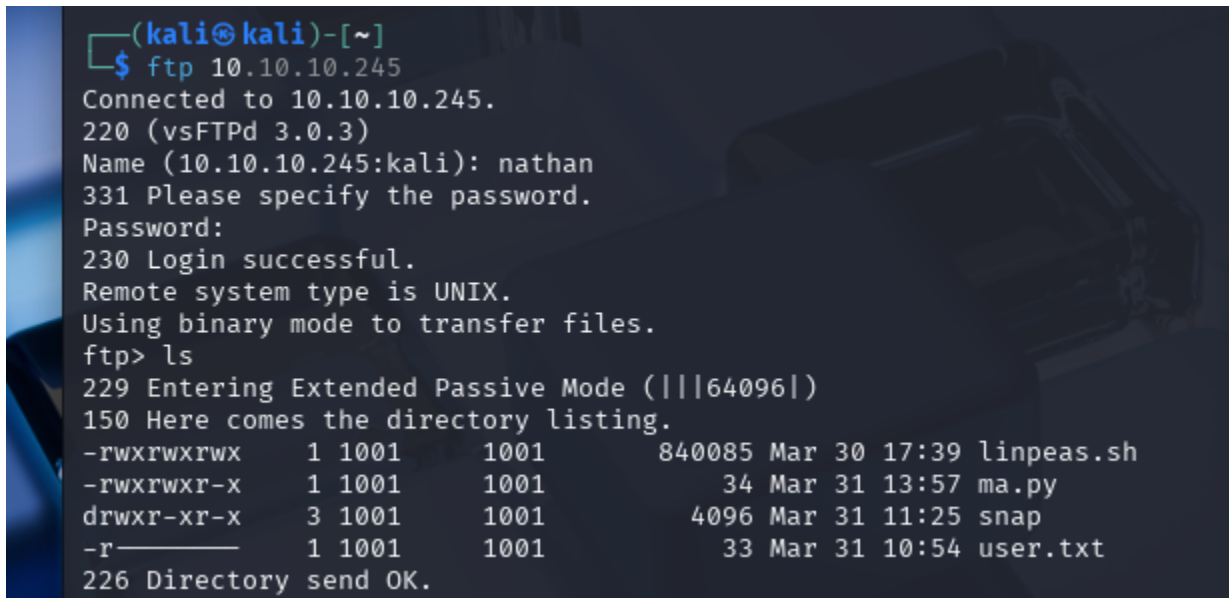 ┌──(kali㉿kali)-[~]
└─$ ftp 10.10.10.245
Connected to 10.10.10.245.
220 (vsFTPd 3.0.3)
Name (10.10.10.245:kali): nathan
331 Please specify the password.
Password:
230 Login successful.
Remote system type is UNIX.
Using binary mode to transfer files.
ftp> ls
229 Entering Extended Passive Mode (|||64096|)
150 Here comes the directory listing.
-rwxrwxrwx    1 1001     1001       840085 Mar 30 17:39 linpeas.sh
-rwxrwxr-x    1 1001     1001           34 Mar 31 13:57 ma.py
drwxr-xr-x    3 1001     1001         4096 Mar 31 11:25 snap
-r--------    1 1001     1001           33 Mar 31 10:54 user.txt
226 Directory send OK.